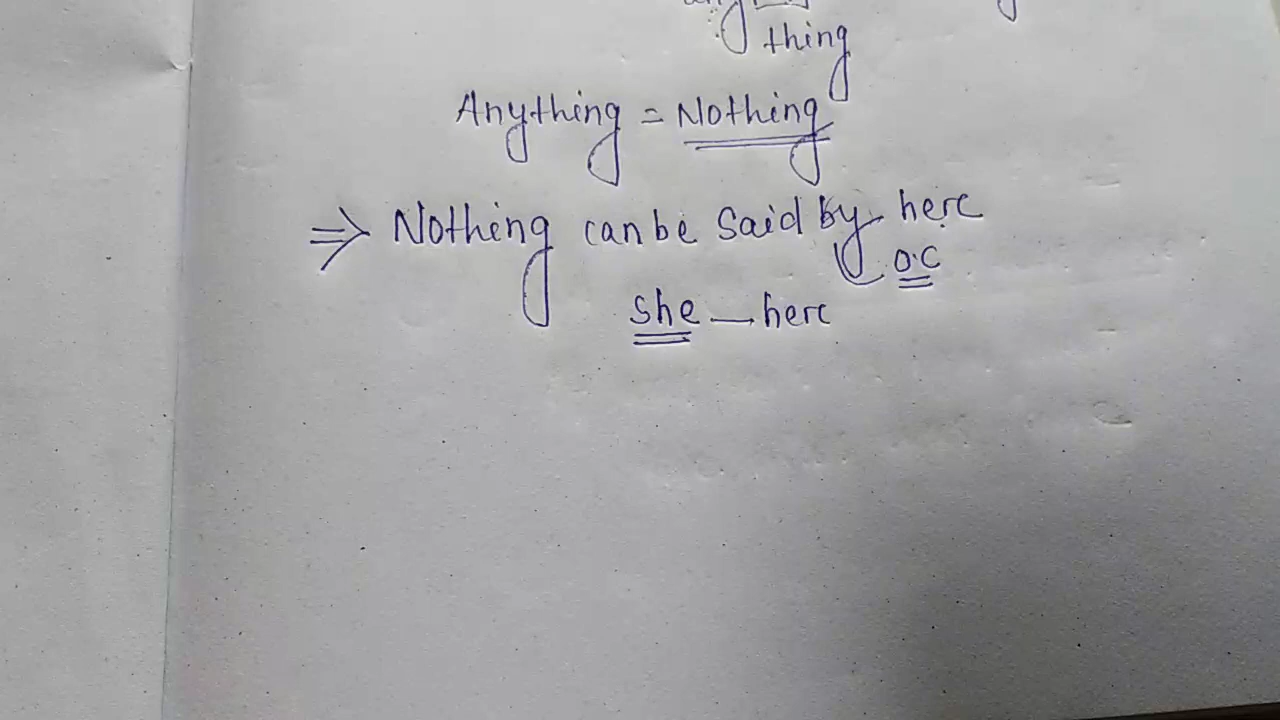 thing
Anything = Nothing
⇒ Nothing can be said by here
O.C
she — here